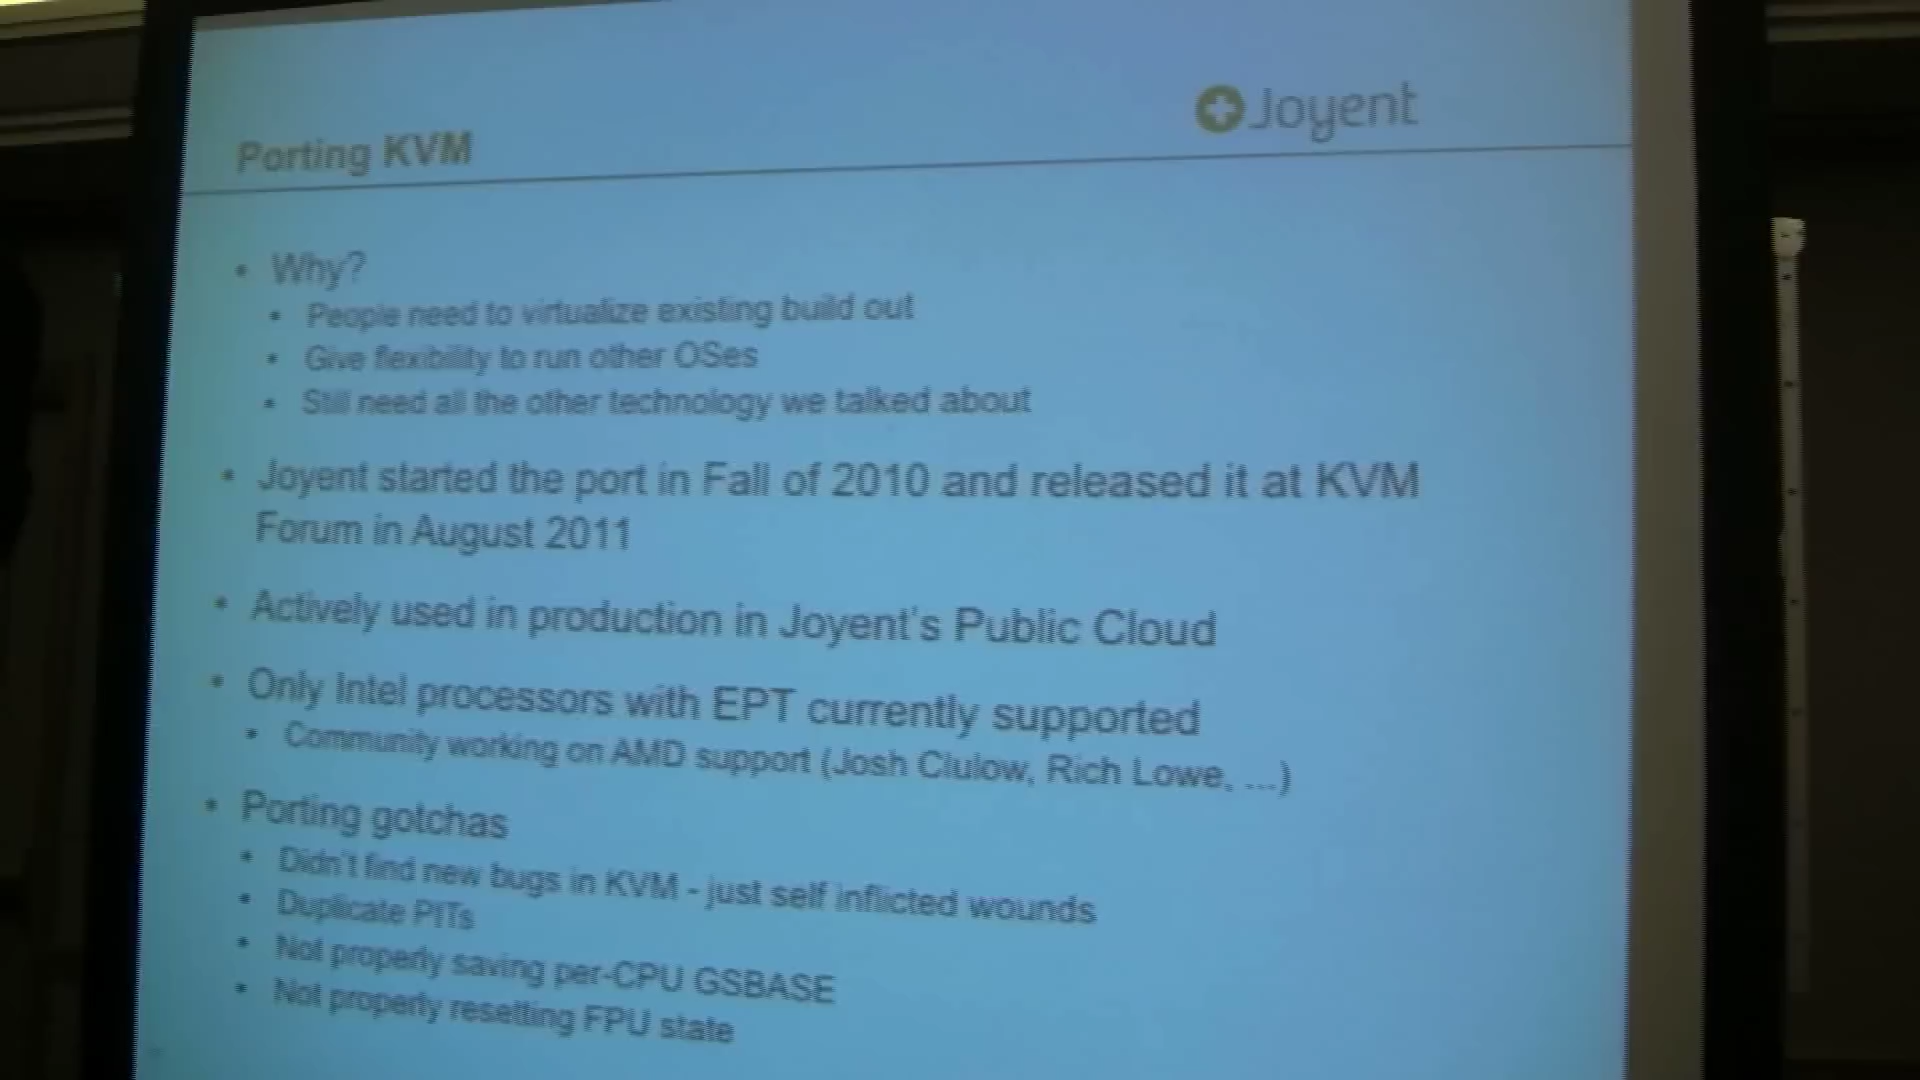 Joyent
Porting KVM
• Why?
• People need to virtualize existing build out
• Give flexibility to run other OSes
• Still need all the other technology we talked about
• Joyent started the port in Fall of 2010 and released it at KVM
Forum in August 2011
• Actively used in production in Joyent's Public Cloud
• Only Intel processors with EPT currently supported
• Community working on AMD support (Josh Clulow, Rich Lowe, ...)
• Porting gotchas
• Didn't find new bugs in KVM - just self inflicted wounds
• Duplicate PITs
• Not properly saving per-CPU GSBASE
• Not properly resetting FPU state